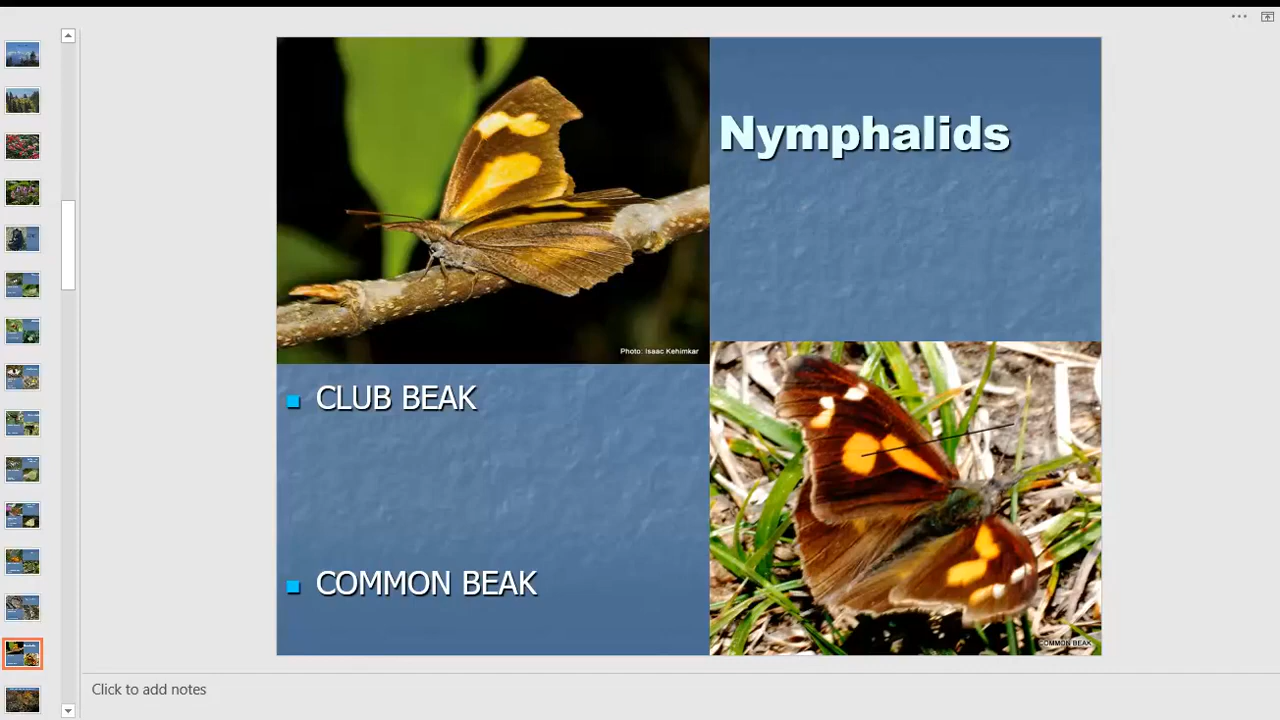 Nymphalids
Photo: Isaac Kehimkar
CLUB BEAK
COMMON BEAK
COMMON BEAK
Click to add notes